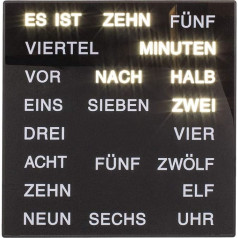 ES IST ZEHN FÜNF
VIERTEL MINUTEN
VOR NACH HALB
EINS SIEBEN ZWEI
DREI VIER
ACHT FÜNF ZWÖLF
ZEHN ELF
NEUN SECHS UHR